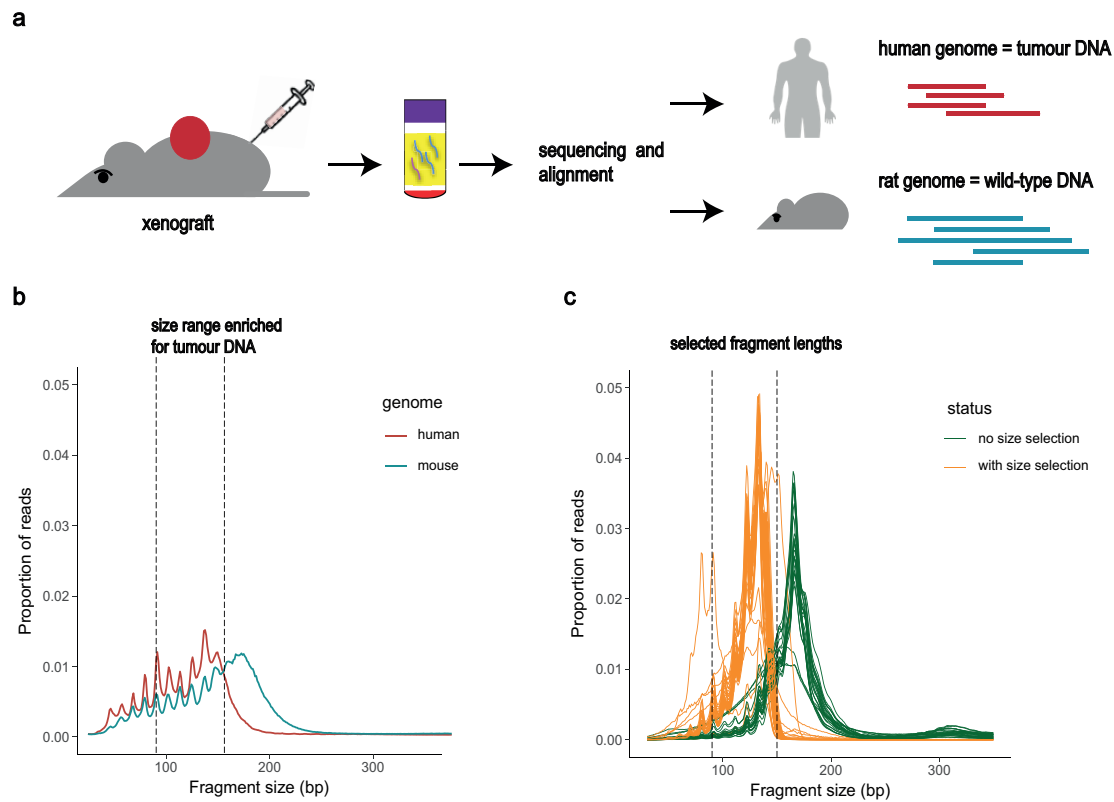 a
human genome = tumour DNA
sequencing and
alignment
rat genome = wild-type DNA
xenograft
b
size range enriched
for tumour DNA
0.05
0.04
0.03
0.02
0.01
0.00
Proportion of reads
genome
human
mouse
100
200
300
Fragment size (bp)
c
selected fragment lengths
0.05
0.04
0.03
0.02
0.01
0.00
Proportion of reads
status
no size selection
with size selection
100
200
300
Fragment size (bp)